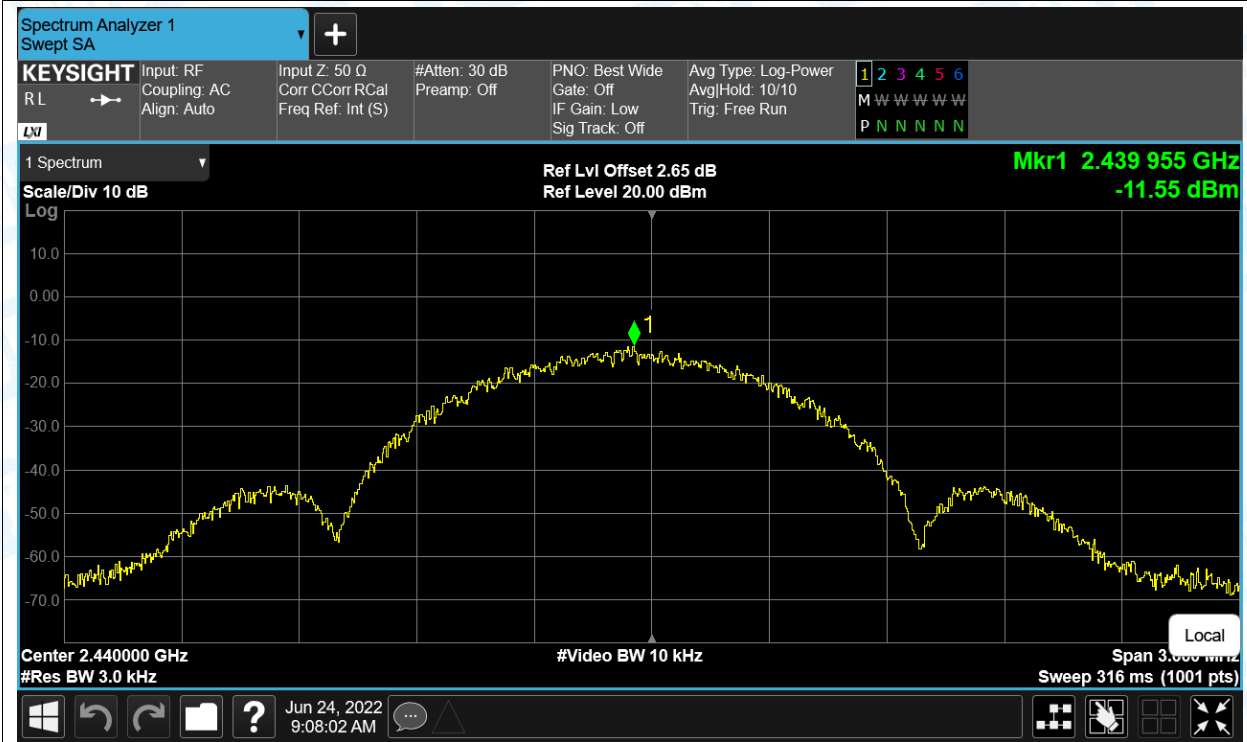 Spectrum Analyzer 1
Swept SA
+
KEYSIGHT
R L
LXI
Input: RF
Coupling: AC
Align: Auto
Input Z: 50 Ω
Corr CCorr RCal
Freq Ref: Int (S)
#Atten: 30 dB
Preamp: Off
PNO: Best Wide
Gate: Off
IF Gain: Low
Sig Track: Off
Avg Type: Log-Power
Avg|Hold: 10/10
Trig: Free Run
1 2 3 4 5 6
M W W W W W
P N N N N N
1 Spectrum
Scale/Div 10 dB
Log
Ref Lvl Offset 2.65 dB
Ref Level 20.00 dBm
Mkr1 2.439 955 GHz
-11.55 dBm
10.0
0.00
-10.0
-20.0
-30.0
-40.0
-50.0
-60.0
-70.0
1
Local
Center 2.440000 GHz
#Res BW 3.0 kHz
#Video BW 10 kHz
Span
Sweep 316 ms (1001 pts)
?
Jun 24, 2022
9:08:02 AM